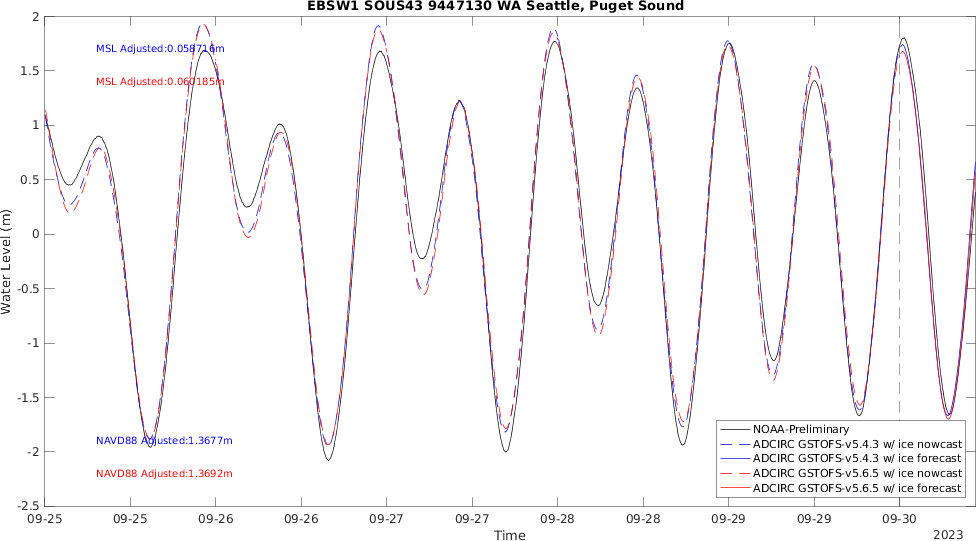 EBSW1 SOUS43 9447130 WA Seattle, Puget Sound
2
1.5
1
0.5
0
-0.5
-1
-1.5
-2
-2.5
Water Level (m)
MSL Adjusted:0.058716m
MSL Adjusted:0.060185m
NAVD88 Adjusted:1.3677m
NAVD88 Adjusted:1.3692m
NOAA-Preliminary
ADCIRC GSTOFS-v5.4.3 w/ ice nowcast
ADCIRC GSTOFS-v5.4.3 w/ ice forecast
ADCIRC GSTOFS-v5.6.5 w/ ice nowcast
ADCIRC GSTOFS-v5.6.5 w/ ice forecast
09-25 09-25 09-26 09-26 09-27 09-27 09-28 09-28 09-29 09-29 09-30
Time
2023